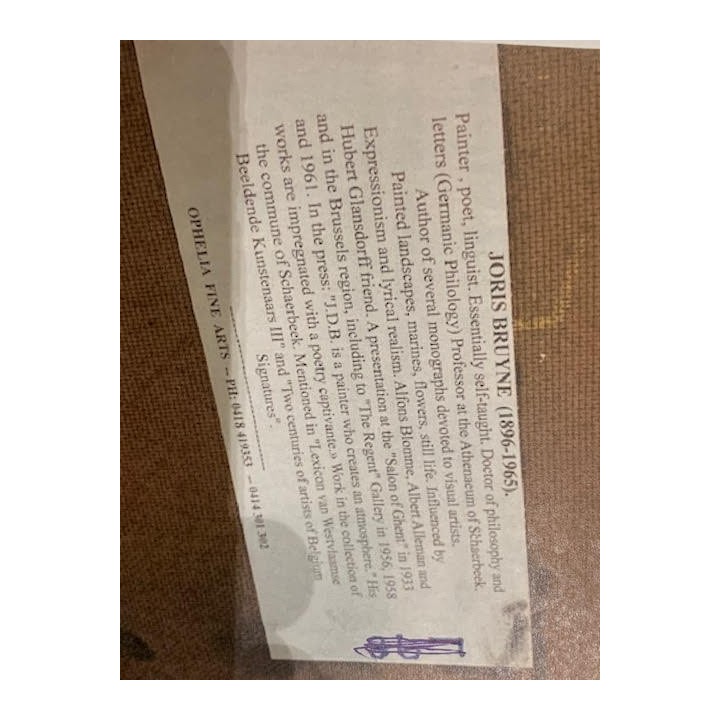 JORIS BRUYNE (1896-1965).
Painter , poet, linguist. Essentially self-taught. Doctor of philosophy and
letters (Germanic Philology) Professor at the Athenaeum of Schaerbeek.
Author of several monographs devoted to visual artists.
Painted landscapes, marines, flowers. still life. Influenced by
Expressionism and lyrical realism. Alfons Blomme, Albert Alleman and
Hubert Glansdorff friend. A presentation at the "Salon of Ghent" in 1933
and in the Brussels region, including to "The Regent" Gallery in 1956, 1958
and 1961. In the press: "J.D.B. is a painter who creates an atmosphere." His
works are impregnated with a poetry captivante.» Work in the collection of
the commune of Schaerbeek. Mentioned in "Lexicon van Westvlaamse
Beeldende Kunstenaars III" and "Two centuries of artists of Belgium
Signatures".
OPHELIA FINE ARTS -- PH: 0418 419353 -- 0414 301 302